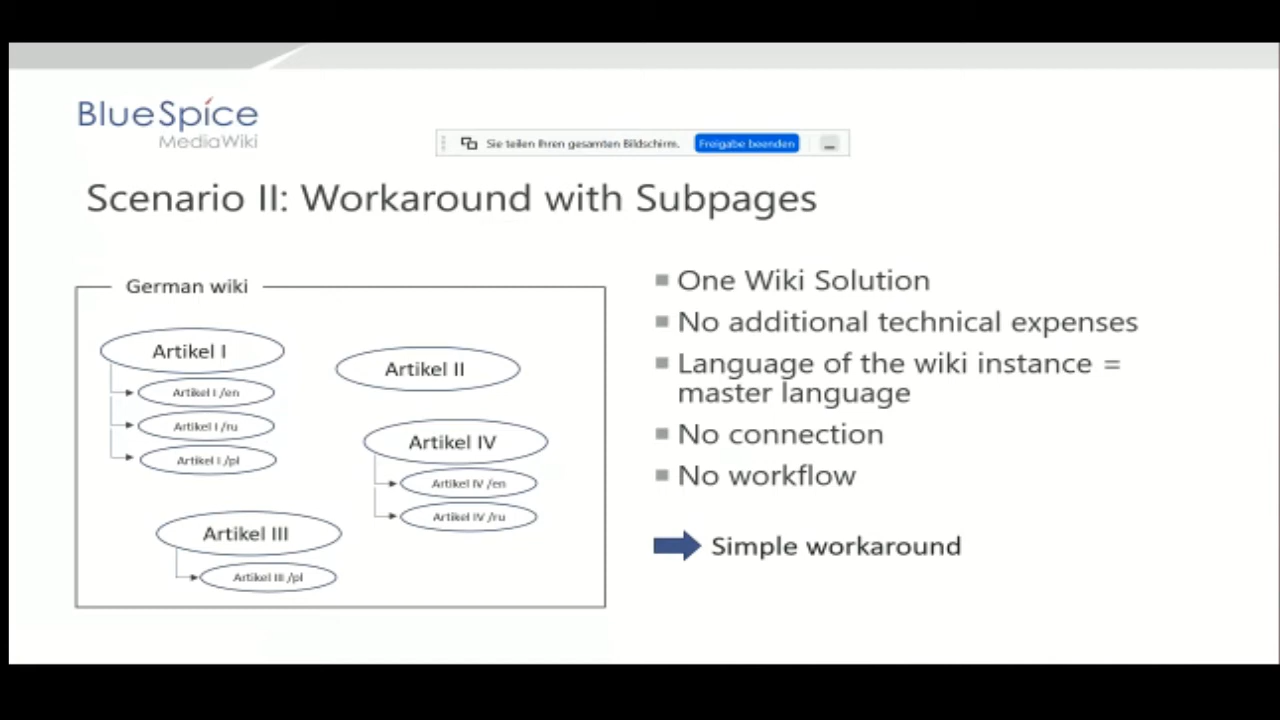 BlueSpice
MediaWiki
Sie teilen Ihren gesamten Bildschirm. Freigabe beenden
Scenario II: Workaround with Subpages
German wiki
Artikel I
Artikel I /en
Artikel I /ru
Artikel I /pl
Artikel II
Artikel IV
Artikel IV /en
Artikel IV /ru
Artikel III
Artikel III /pl
One Wiki Solution
No additional technical expenses
Language of the wiki instance =
master language
No connection
No workflow
Simple workaround